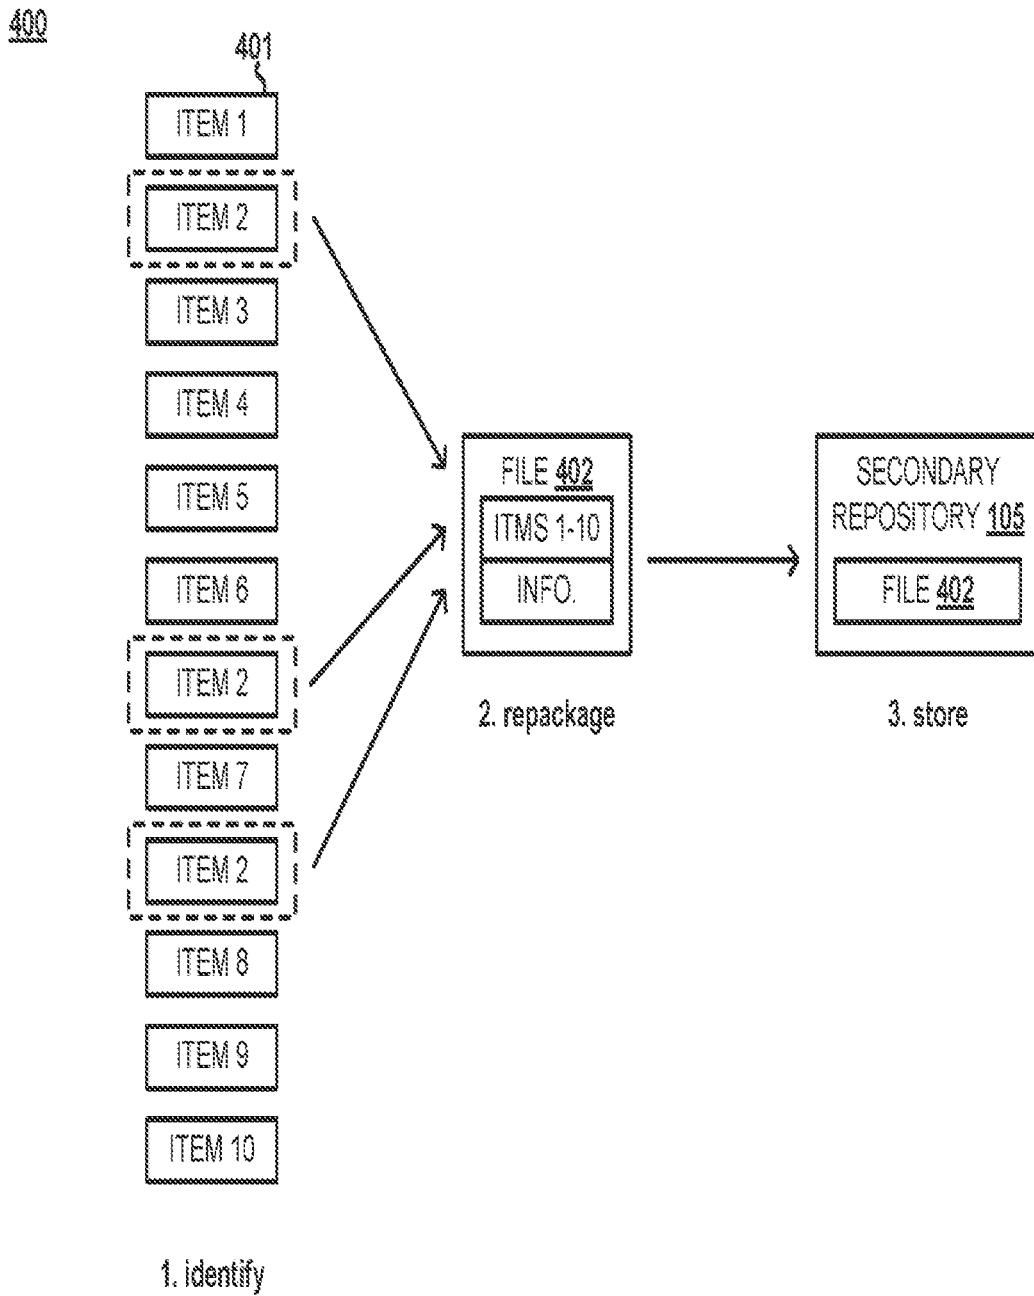 400
401
ITEM 1
ITEM 2
ITEM 3
ITEM 4
ITEM 5
ITEM 6
ITEM 2
ITEM 7
ITEM 2
ITEM 8
ITEM 9
ITEM 10
1. identify
FILE 402
ITMS 1-10
INFO.
2. repackage
SECONDARY
REPOSITORY 105
FILE 402
3. store